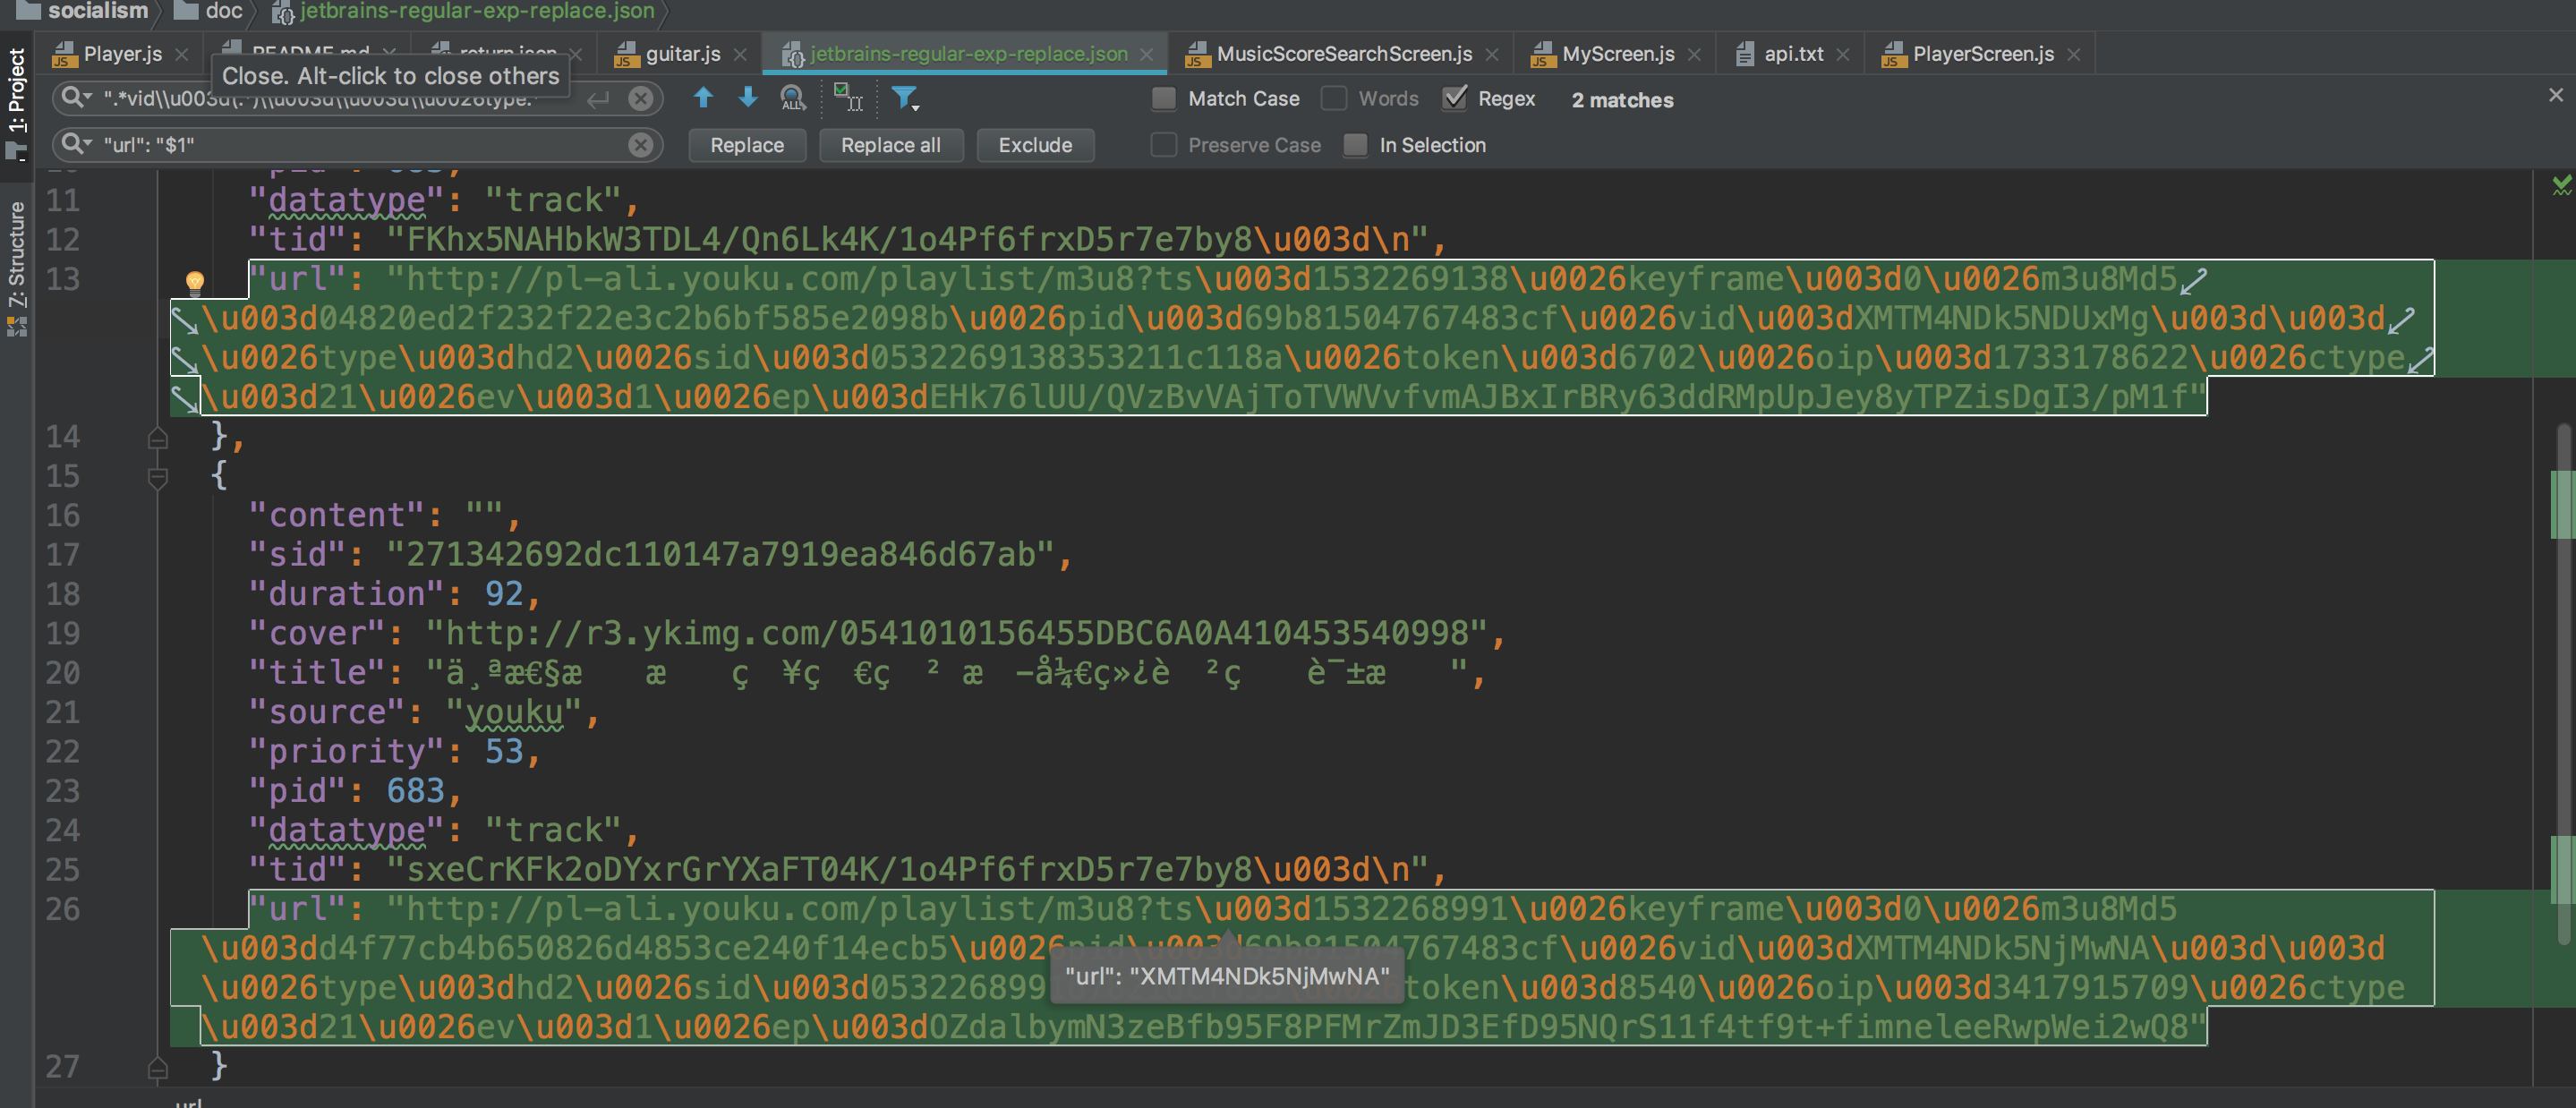 socialism doc jetbrains-regular-exp-replace.json
Player.js README.md return.json guitar.js jetbrains-regular-exp-replace.json MusicScoreSearchScreen.js MyScreen.js api.txt PlayerScreen.js
Close. Alt-click to close others
1: Project
7: Structure
".*vid\\u003d(.*)\\u003d\\u003d\\u0026type.* Match Case Words Regex 2 matches
"url": "$1" Replace Replace all Exclude Preserve Case In Selection
11 "datatype": "track",
12 "tid": "FKhx5NAHbkW3TDL4/Qn6Lk4K/1o4Pf6frxD5r7e7by8\u003d\n",
13 "url": "http://pl-ali.youku.com/playlist/m3u8?ts\u003d1532269138\u0026keyframe\u003d0\u0026m3u8Md5
\u003d04820ed2f232f22e3c2b6bf585e2098b\u0026pid\u003d69b81504767483cf\u0026vid\u003dXMTM4NDk5NDUxMg\u003d\u003d
\u0026type\u003dhd2\u0026sid\u003d0532269138353211c118a\u0026token\u003d6702\u0026oip\u003d1733178622\u0026ctype
\u003d21\u0026ev\u003d1\u0026ep\u003dEHk76lUU/QVzBvVAjToTVWVvfvmAJBxIrBRy63ddRMpUpJey8yTPZisDgI3/pM1f"
14 },
15 {
16 "content": "",
17 "sid": "271342692dc110147a7919ea846d67ab",
18 "duration": 92,
19 "cover": "http://r3.ykimg.com/0541010156455DBC6A0A410453540998",
20 "title": "ä¸ªæ€§æ æ ç ¥ç €ç ² æ –å¼€ç»¿è ²ç è¯±æ ",
21 "source": "youku",
22 "priority": 53,
23 "pid": 683,
24 "datatype": "track",
25 "tid": "sxeCrKFk2oDYxrGrYXaFT04K/1o4Pf6frxD5r7e7by8\u003d\n",
26 "url": "http://pl-ali.youku.com/playlist/m3u8?ts\u003d1532268991\u0026keyframe\u003d0\u0026m3u8Md5
\u003dd4f77cb4b650826d4853ce240f14ecb5\u0026pid\u003d69b81504767483cf\u0026vid\u003dXMTM4NDk5NjMwNA\u003d\u003d
"url": "XMTM4NDk5NjMwNA"
\u0026type\u003dhd2\u0026sid\u003d053226899 token\u003d8540\u0026oip\u003d3417915709\u0026ctype
\u003d21\u0026ev\u003d1\u0026ep\u003dOZdalbymN3zeBfb95F8PFMrZmJD3EfD95NQrS11f4tf9t+fimneleeRwpWei2wQ8"
27 }
url